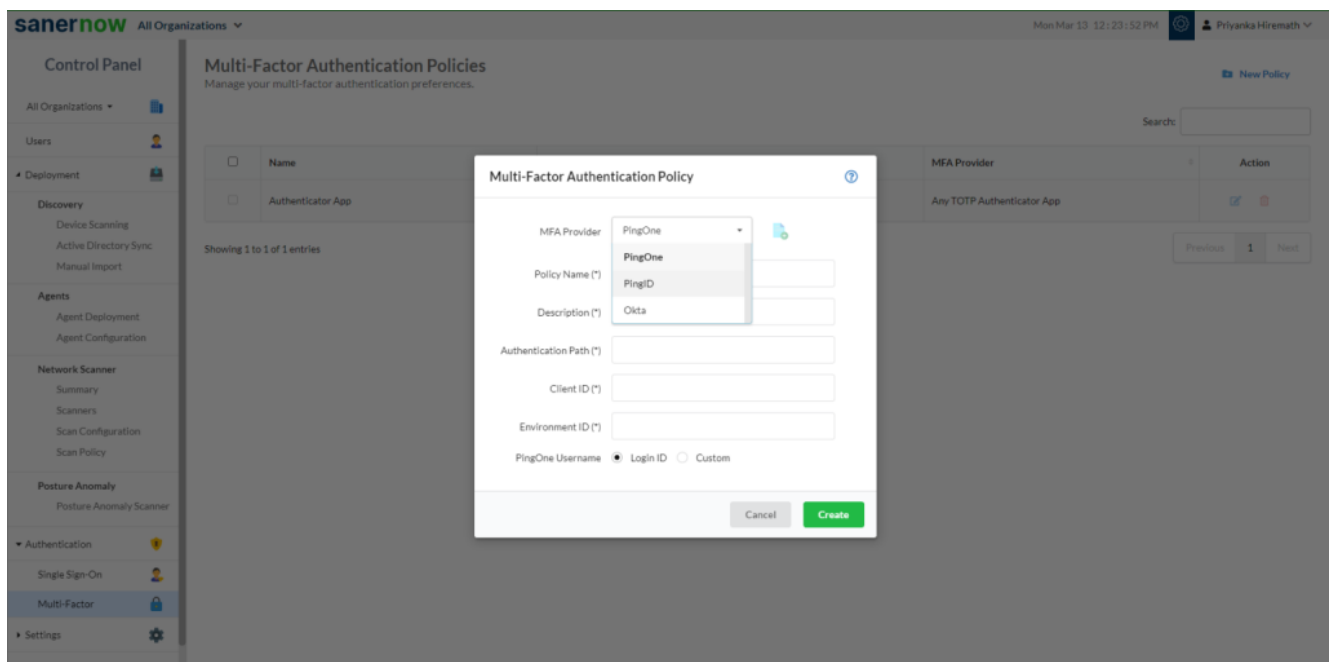 sanernow All Organizations
Mon Mar 13 12:23:52 PM
Priyanka Hiremath
Control Panel
All Organizations
Users
Deployment
Discovery
Device Scanning
Active Directory Sync
Manual Import
Agents
Agent Deployment
Agent Configuration
Network Scanner
Summary
Scanners
Scan Configuration
Scan Policy
Posture Anomaly
Posture Anomaly Scanner
Authentication
Single Sign-On
Multi-Factor
Settings
Multi-Factor Authentication Policies
Manage your multi-factor authentication preferences.
New Policy
Search:
Name MFA Provider Action
Authenticator App Any TOTP Authenticator App
Showing 1 to 1 of 1 entries
Previous 1 Next
Multi-Factor Authentication Policy
?
MFA Provider PingOne
PingOne
PingID
Okta
Policy Name (*)
Description (*)
Authentication Path (*)
Client ID (*)
Environment ID (*)
PingOne Username Login ID Custom
Cancel Create